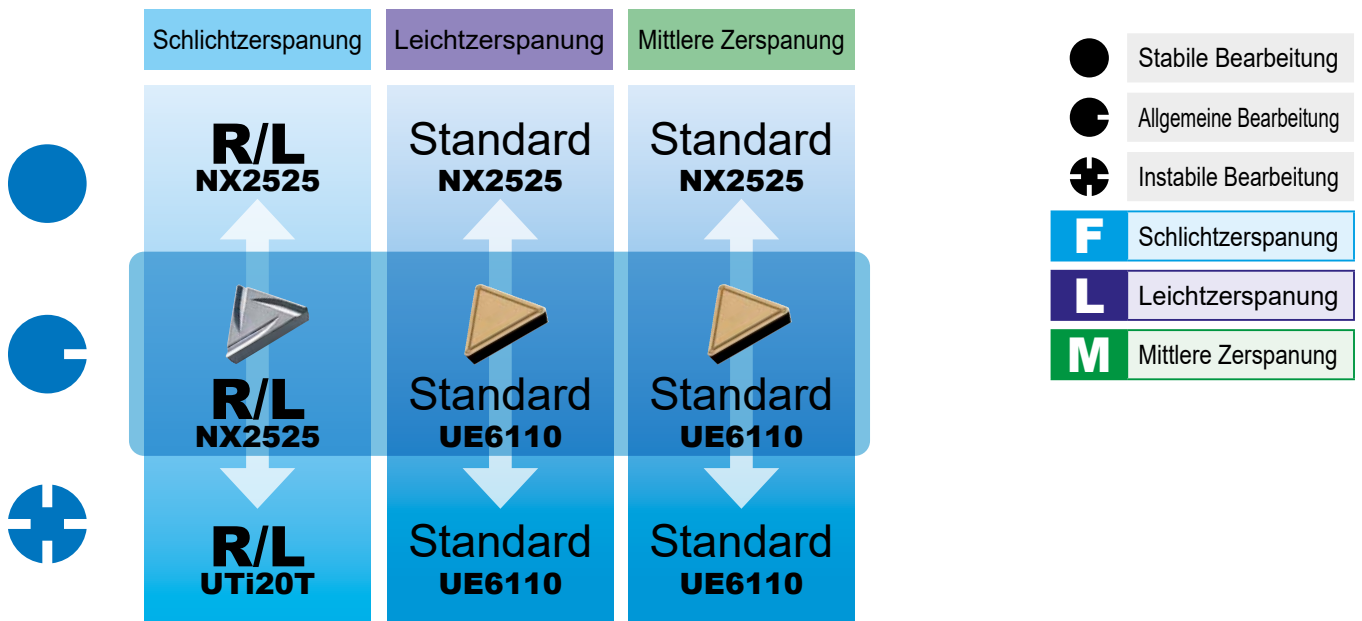 Schlichtzerspanung
Leichtzerspanung
Mittlere Zerspanung
R/L
NX2525
Standard
NX2525
Standard
NX2525
R/L
NX2525
Standard
UE6110
Standard
UE6110
R/L
UTi20T
Standard
UE6110
Standard
UE6110
Stabile Bearbeitung
Allgemeine Bearbeitung
Instabile Bearbeitung
F Schlichtzerspanung
L Leichtzerspanung
M Mittlere Zerspanung